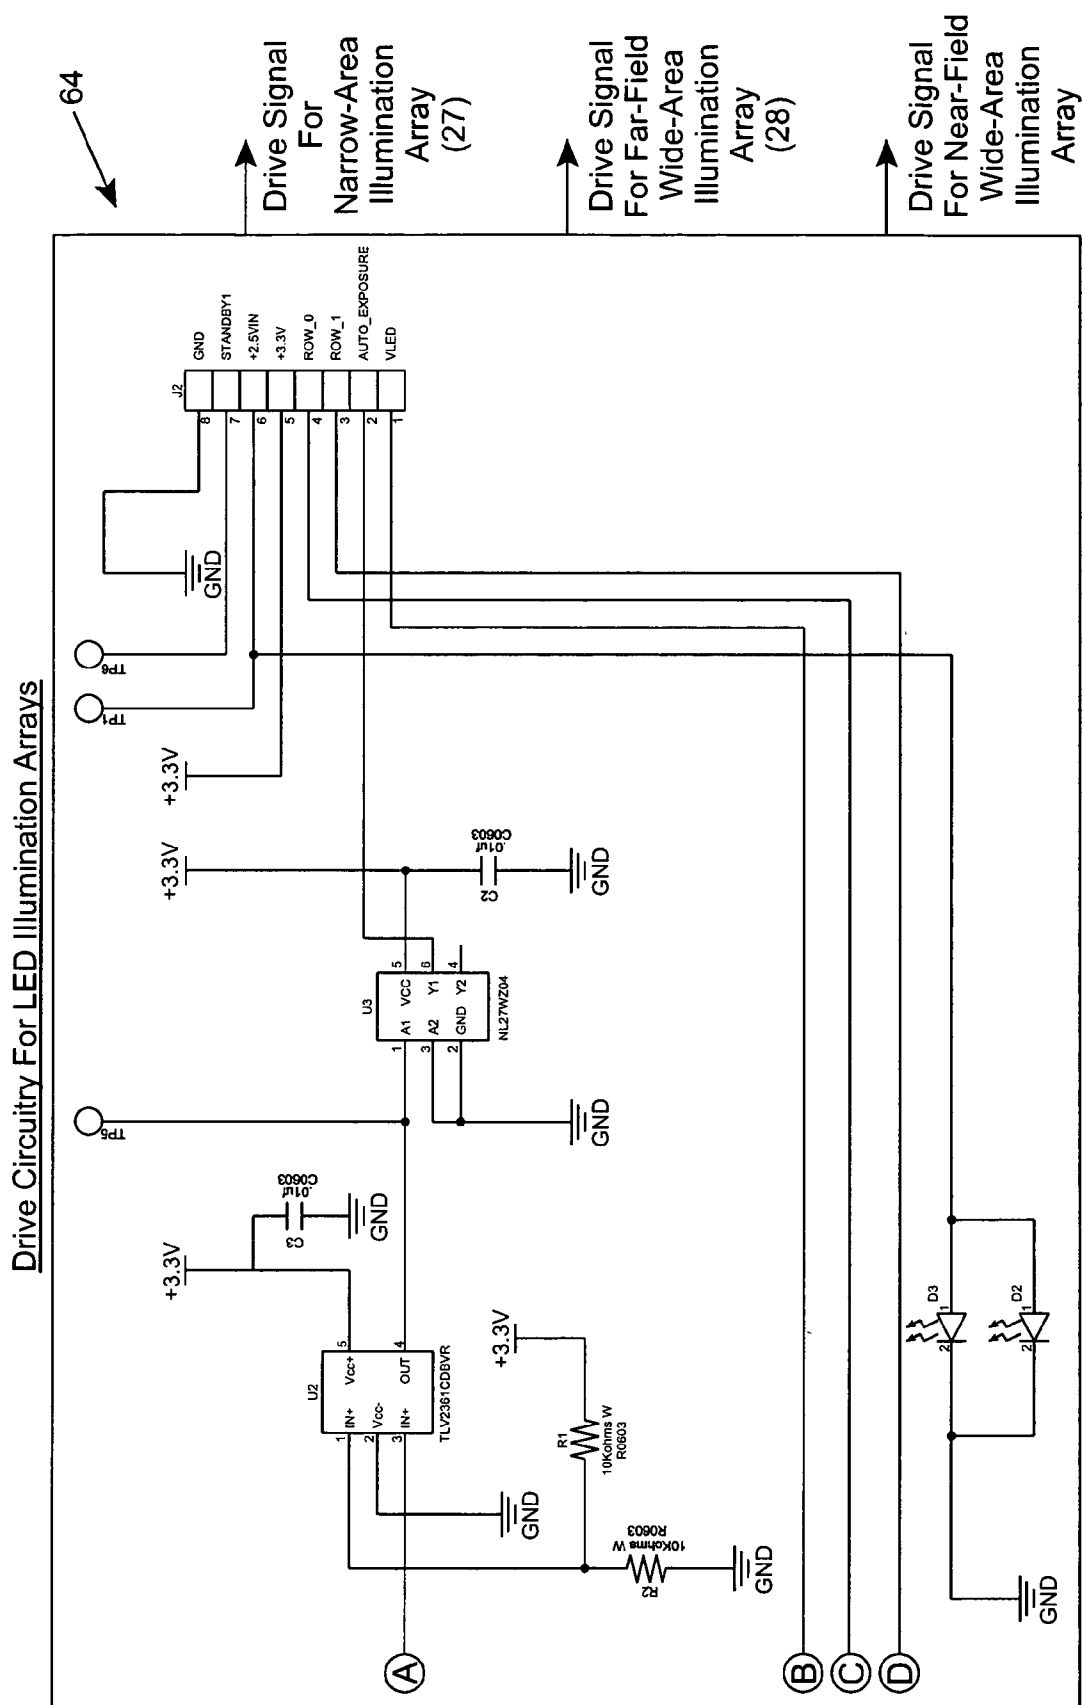 Drive Circuitry For LED Illumination Arrays
64
Drive Signal
For
Narrow-Area
Illumination
Array
(27)
Drive Signal
For Far-Field
Wide-Area
Illumination
Array
(28)
Drive Signal
For Near-Field
Wide-Area
Illumination
Array
J2
8 GND
7 STANDBY1
6 +2.5VIN
5 +3.3V
4 ROW_0
3 ROW_1
2 AUTO_EXPOSURE
1 VLED
GND
TP6
TP1
+3.3V
+3.3V
C2
.01uf
C0603
GND
U3
1 A1 VCC 5
3 A2 Y1 6
2 GND Y2 4
NL27WZ04
GND
TP5
+3.3V
C3
.01uf
C0603
GND
U2
1 IN+ Vcc+ 5
2 Vcc-
3 IN+ OUT 4
TLV2361CDBVR
GND
+3.3V
R1
10Kohms W
R0603
R2
10Kohms W
R0603
GND
A
B
C
D
D3
2 1
D2
2 1
GND